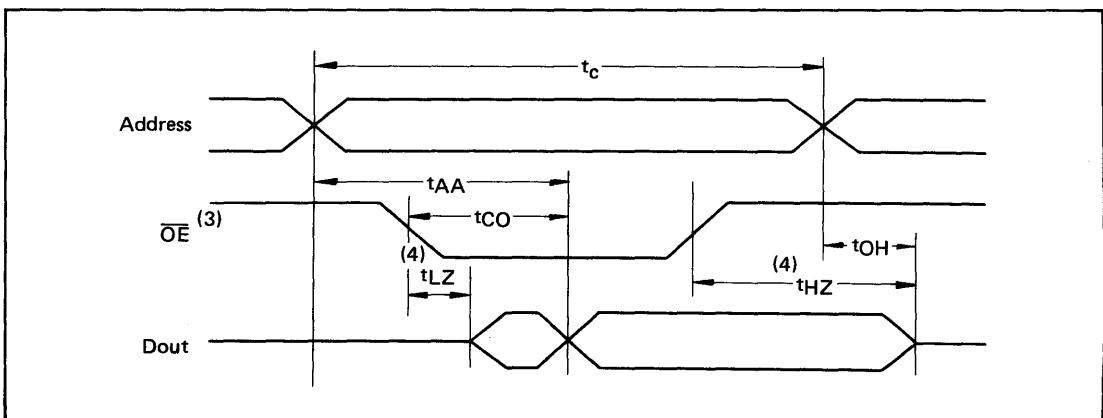 tc
Address
tAA
OE (3)
tCO
(4)
tLZ
tOH
(4)
tHZ
Dout